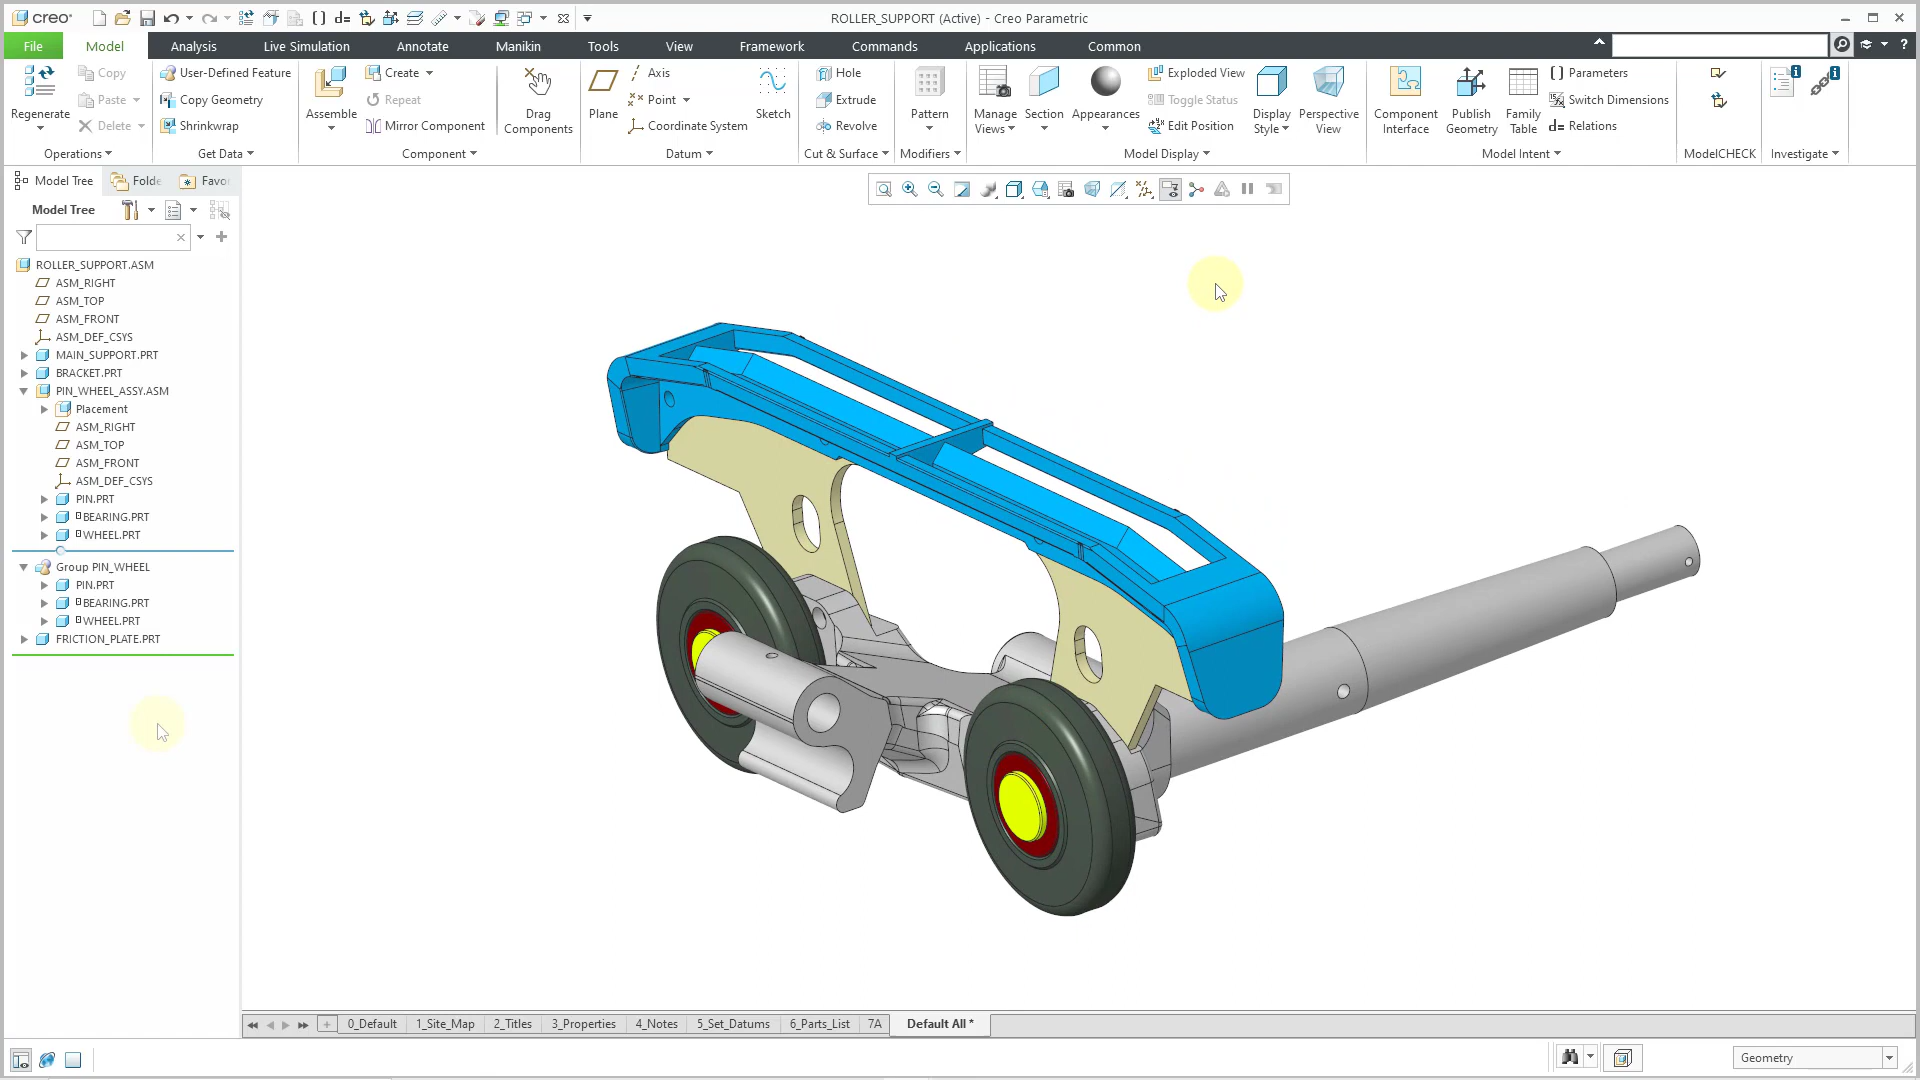 creo®
ROLLER_SUPPORT (Active) - Creo Parametric
File Model Analysis Live Simulation Annotate Manikin Tools View Framework Commands Applications Common
Regenerate
Copy
Paste
Delete
Operations
User-Defined Feature
Copy Geometry
Shrinkwrap
Get Data
Assemble
Create
Repeat
Mirror Component
Component
Drag Components
Plane
Axis
Point
Coordinate System
Sketch
Datum
Hole
Extrude
Revolve
Cut & Surface
Pattern
Modifiers
Manage Views
Section
Appearances
Exploded View
Toggle Status
Edit Position
Display Style
Perspective View
Model Display
Component Interface
Publish Geometry
Family Table
Parameters
Switch Dimensions
d= Relations
Model Intent
ModelCHECK
Investigate
Model Tree Folde Favor
Model Tree
ROLLER_SUPPORT.ASM
ASM_RIGHT
ASM_TOP
ASM_FRONT
ASM_DEF_CSYS
MAIN_SUPPORT.PRT
BRACKET.PRT
PIN_WHEEL_ASSY.ASM
Placement
ASM_RIGHT
ASM_TOP
ASM_FRONT
ASM_DEF_CSYS
PIN.PRT
BEARING.PRT
WHEEL.PRT
Group PIN_WHEEL
PIN.PRT
BEARING.PRT
WHEEL.PRT
FRICTION_PLATE.PRT
0_Default 1_Site_Map 2_Titles 3_Properties 4_Notes 5_Set_Datums 6_Parts_List 7A Default All *
Geometry